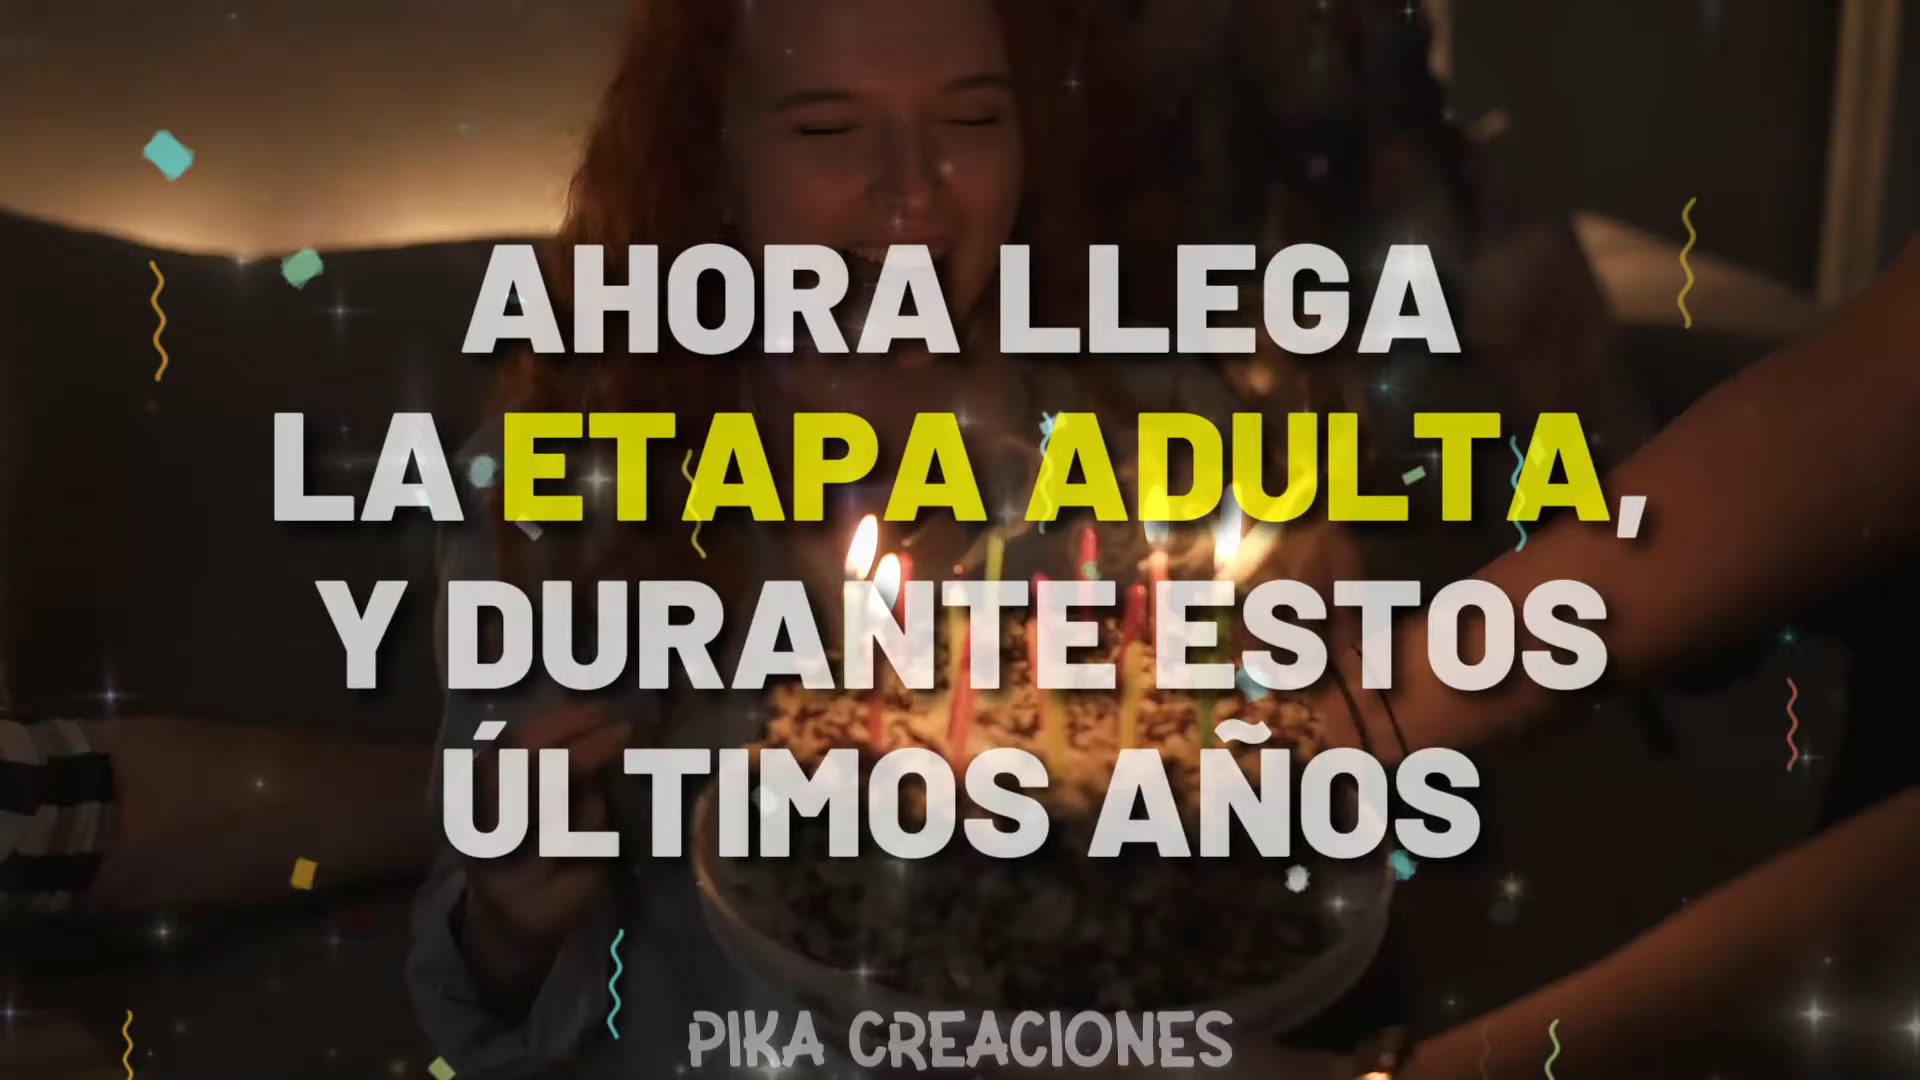 AHORA LLEGA
LA ETAPA ADULTA,
Y DURANTE ESTOS
ÚLTIMOS AÑOS
PIKA CREACIONES